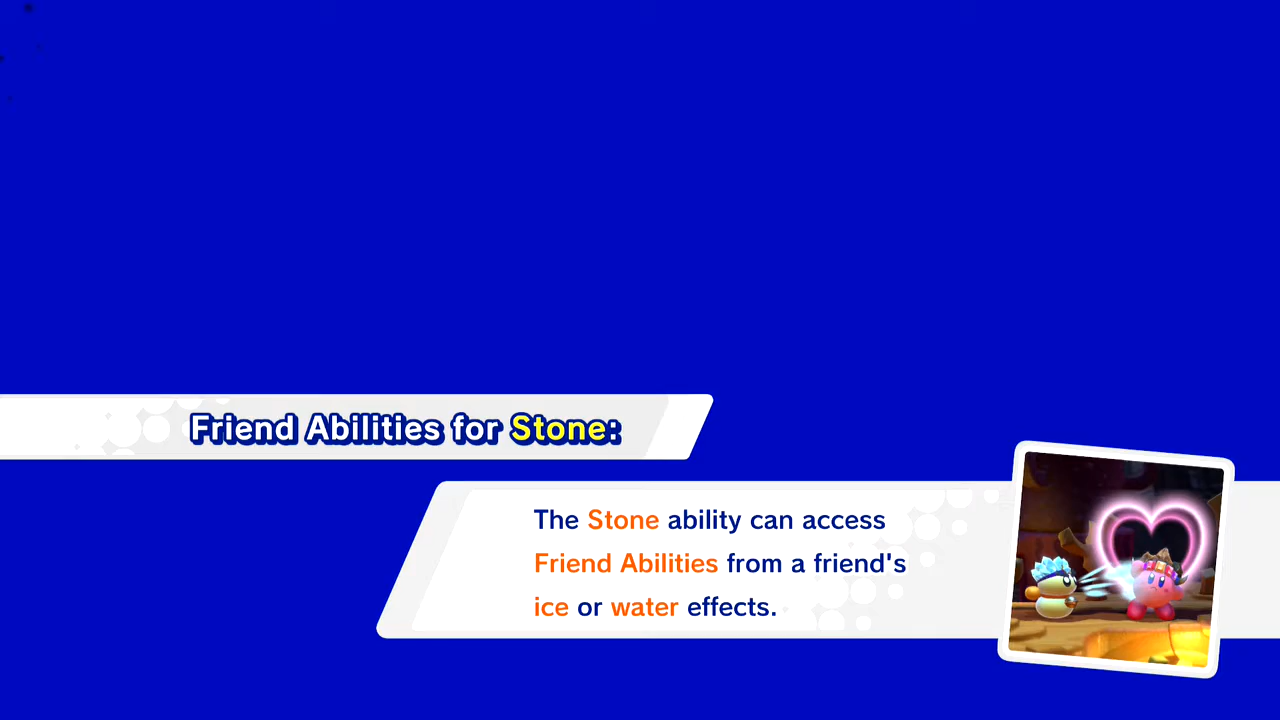 Friend Abilities for Stone:
The Stone ability can access
Friend Abilities from a friend's
ice or water effects.